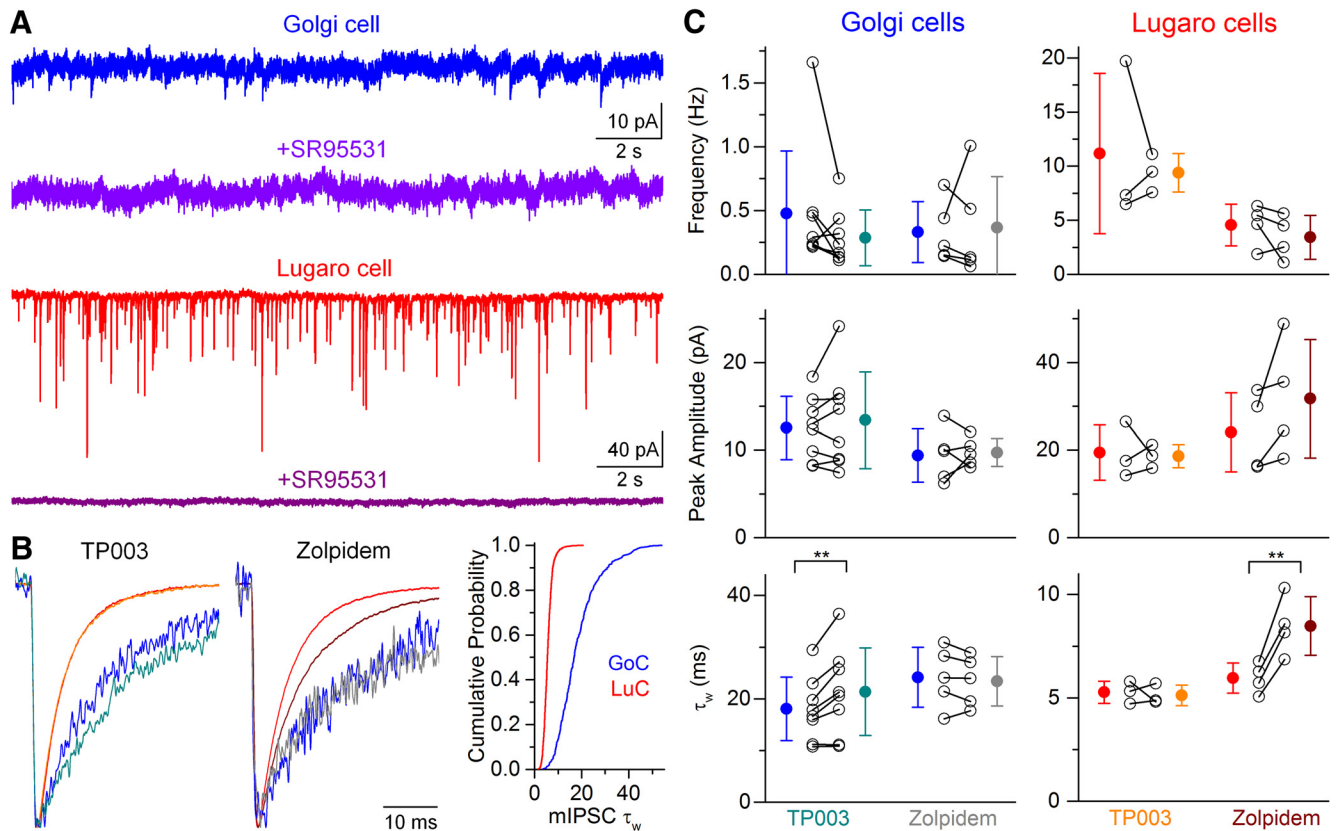 A
Golgi cell
10 pA
2 s
+SR95531
Lugaro cell
40 pA
2 s
+SR95531
B
TP003
Zolpidem
10 ms
Cumulative Probability
1.0
0.8
0.6
0.4
0.2
0.0
GoC
LuC
0
20
40
mIPSC τw
C
Golgi cells
Lugaro cells
Frequency (Hz)
1.5
1.0
0.5
0.0
20
15
10
5
0
Peak Amplitude (pA)
20
10
0
40
20
0
τw (ms)
**
40
20
0
**
10
5
0
TP003
Zolpidem
TP003
Zolpidem